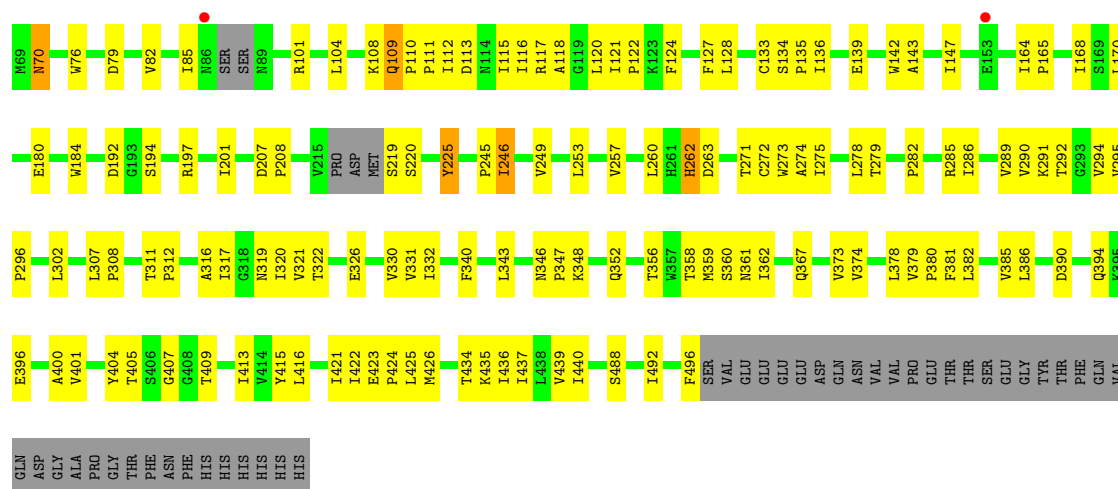 M69 N70 W76 D79 V82 I85 N86 SER SER N89 R101 L104 K108 Q109 P110 P111 I112 D113 N114 I115 I116 R117 A118 G119 L120 I121 P122 K123 F124 F127 L128 C133 S134 P135 I136 E139 W142 A143 I147 E153 I164 P165 I168 S169
E180 W184 D192 G193 S194 R197 I201 D207 P208 V215 PRO ASP MET S219 S220 Y225 P245 I246 V249 L253 V257 L260 H261 H262 D263 T271 C272 W273 A274 I275 L278 T279 P282 R285 I286 V289 V290 K291 T292 G293 V294
P296 L302 L307 P308 T311 P312 A316 I317 G318 N319 I320 V321 T322 E326 V330 V331 I332 F340 L343 N346 P347 K348 Q352 T356 W357 T358 M359 S360 N361 I362 Q367 V373 V374 L378 V379 P380 F381 L382 V385 L386 D390 Q394 K395
E396 A400 V401 Y404 T405 S406 G407 G408 T409 I413 V414 Y415 L416 I421 I422 E423 P424 L425 M426 T434 K435 I436 I437 L438 V439 I440 S488 I492 F496 SER VAL GLU GLU GLU GLU ASP GLN ASN VAL VAL PRO GLU THR THR SER GLU GLY TYR THR PHE GLN VAL
GLN ASP GLY ALA PRO GLY THR PHE ASN PHE HIS HIS HIS HIS HIS HIS